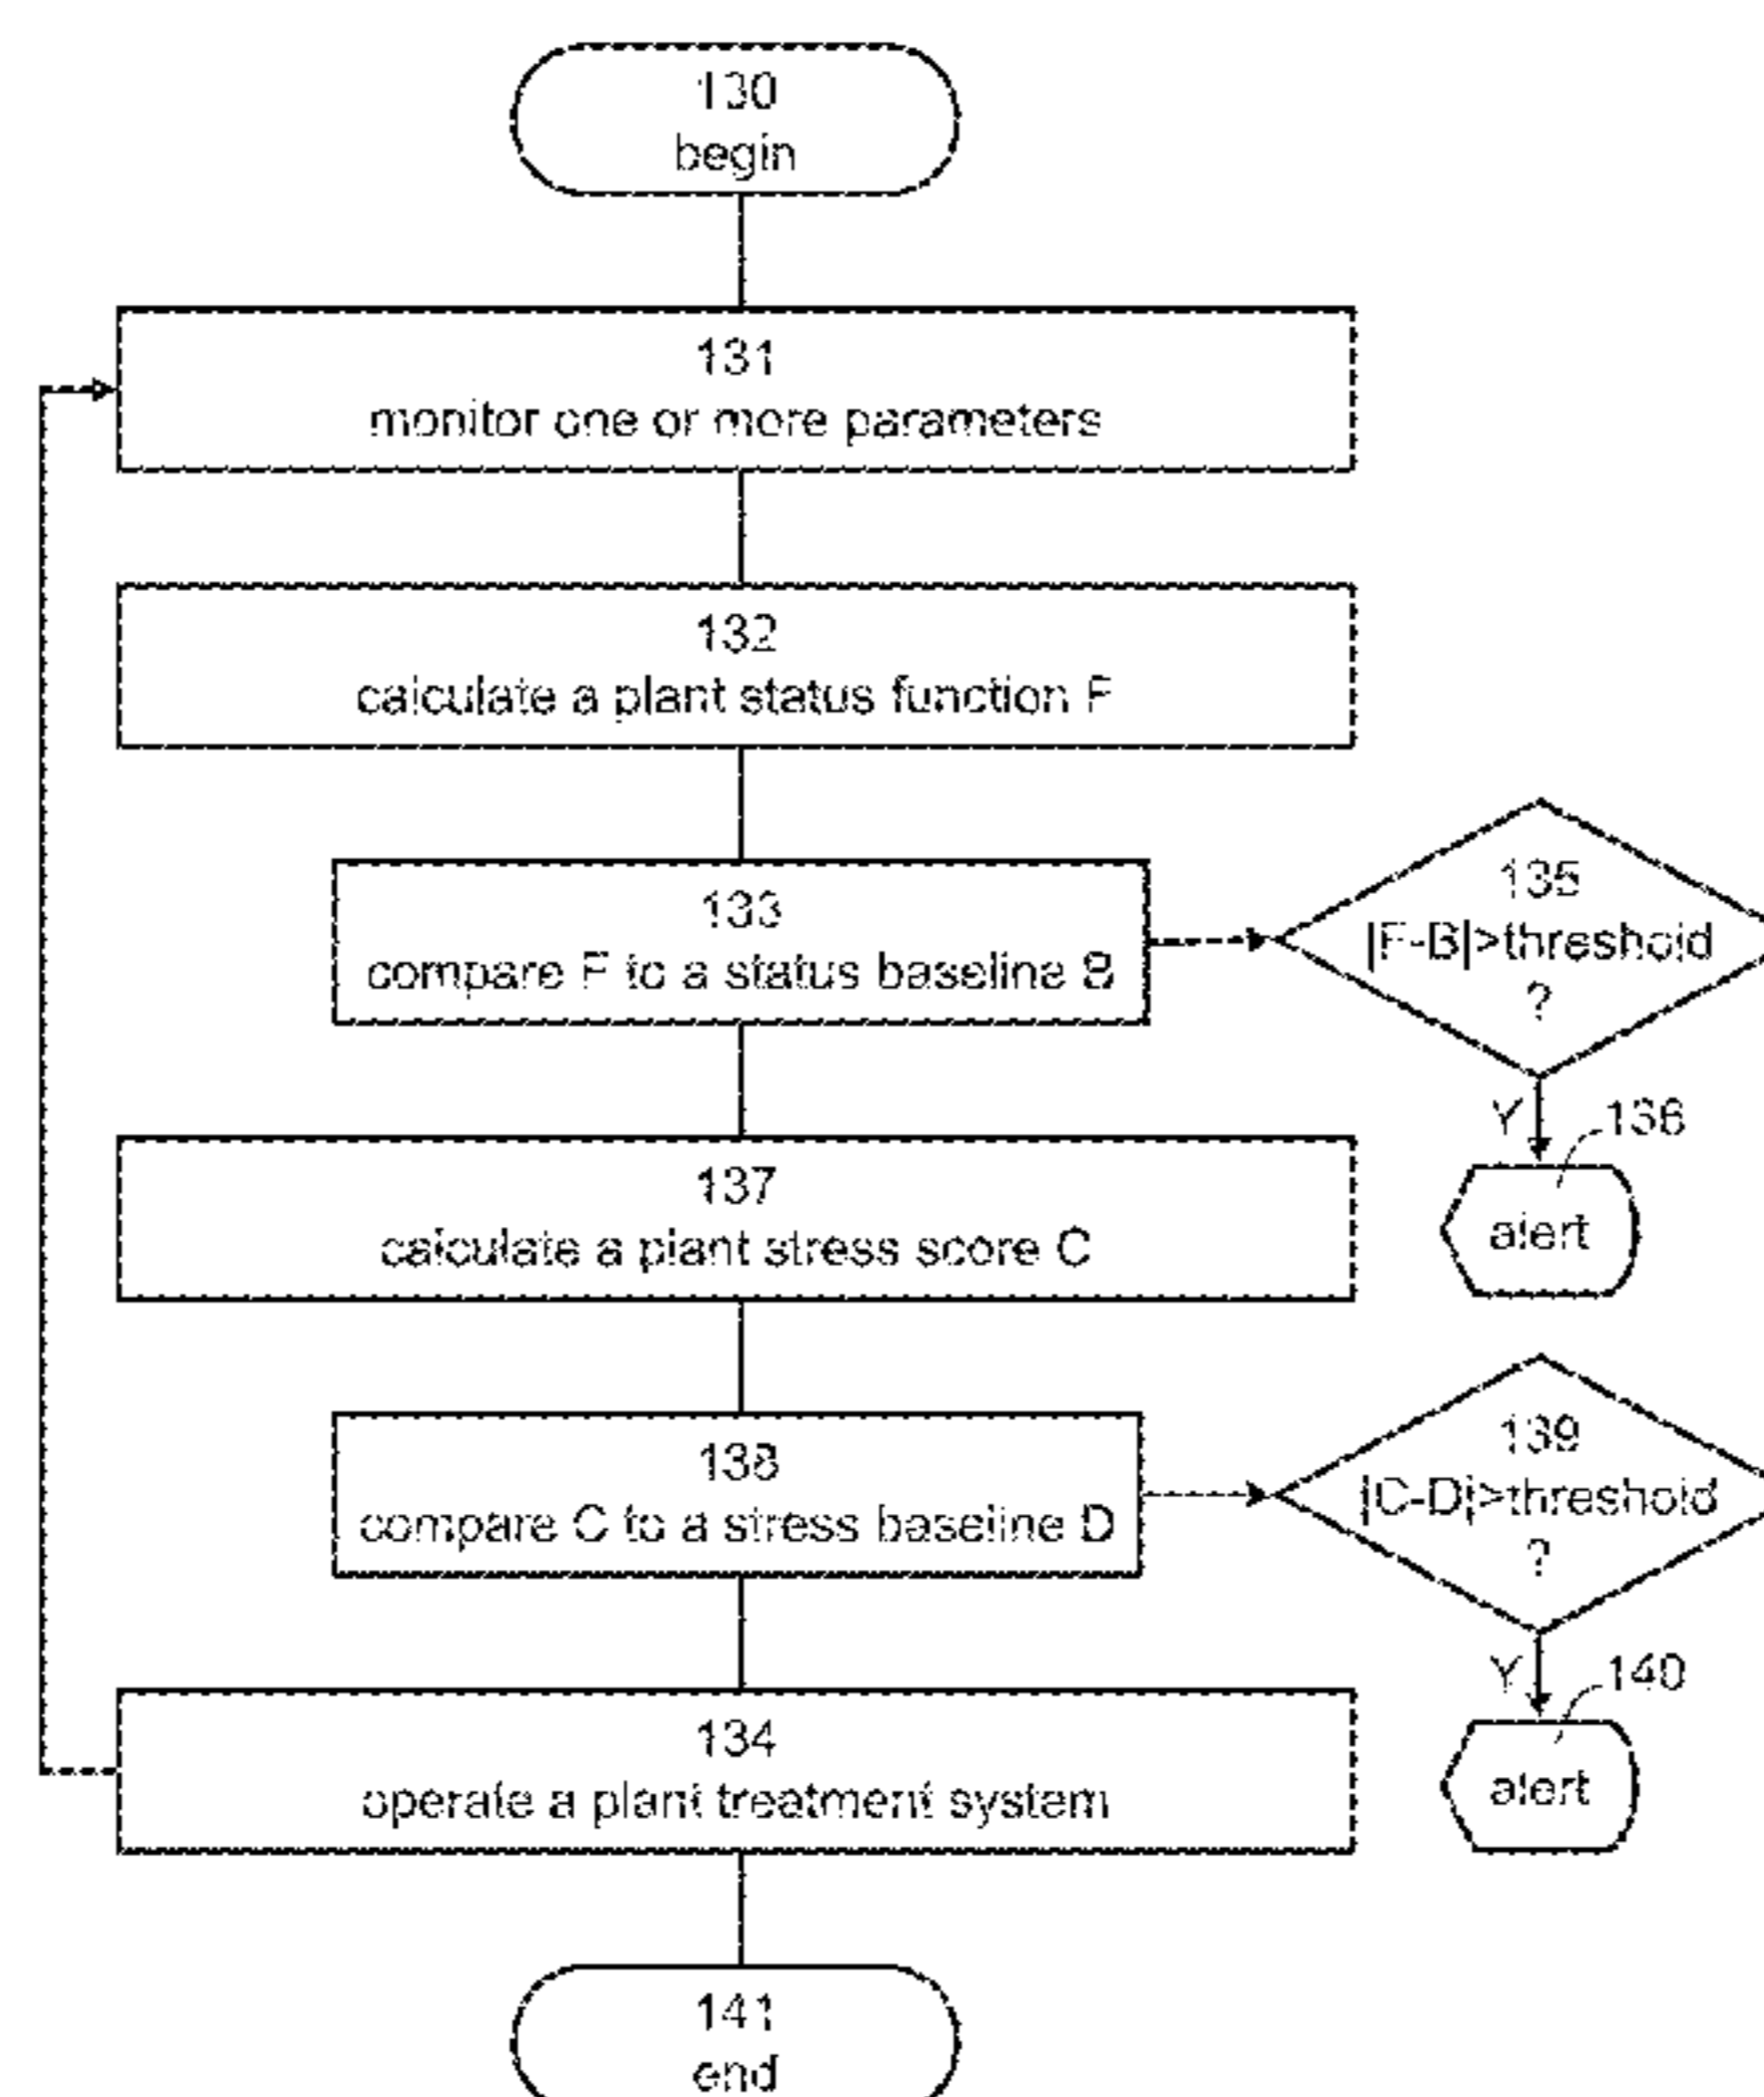 130
begin
131
monitor one or more parameters
132
calculate a plant status function F
133
compare F to a status baseline B
135
|F-B|>threshold
?
Y
136
alert
137
calculate a plant stress score C
138
compare C to a stress baseline D
139
|C-D|>threshold
?
Y
140
alert
134
operate a plant treatment system
141
end